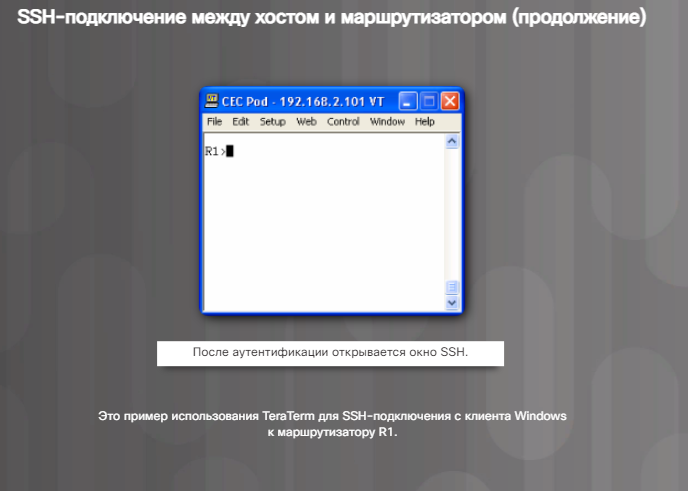 SSH-подключение между хостом и маршрутизатором (продолжение)
CEC Pod - 192.168.2.101 VT
File Edit Setup Web Control Window Help
R1>
После аутентификации открывается окно SSH.
Это пример использования TeraTerm для SSH-подключения с клиента Windows
к маршрутизатору R1.